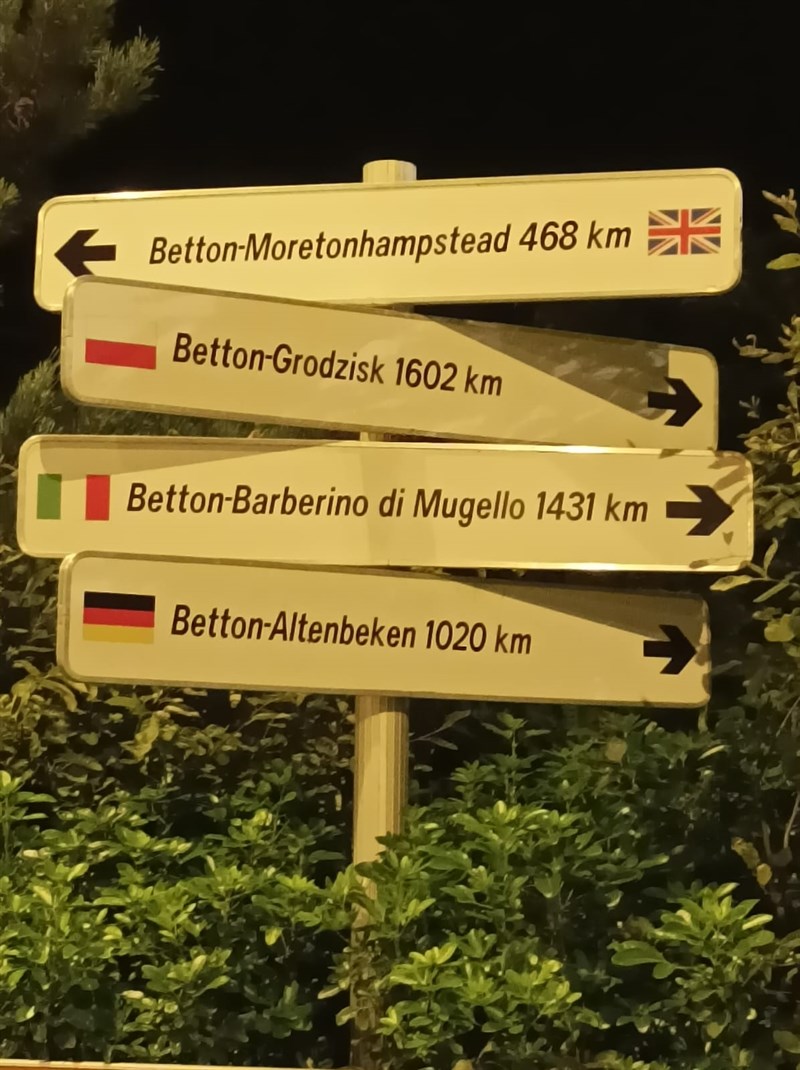 Betton-Moretonhampstead 468 km
Betton-Grodzisk 1602 km
Betton-Barberino di Mugello 1431 km
Betton-Altenbeken 1020 km